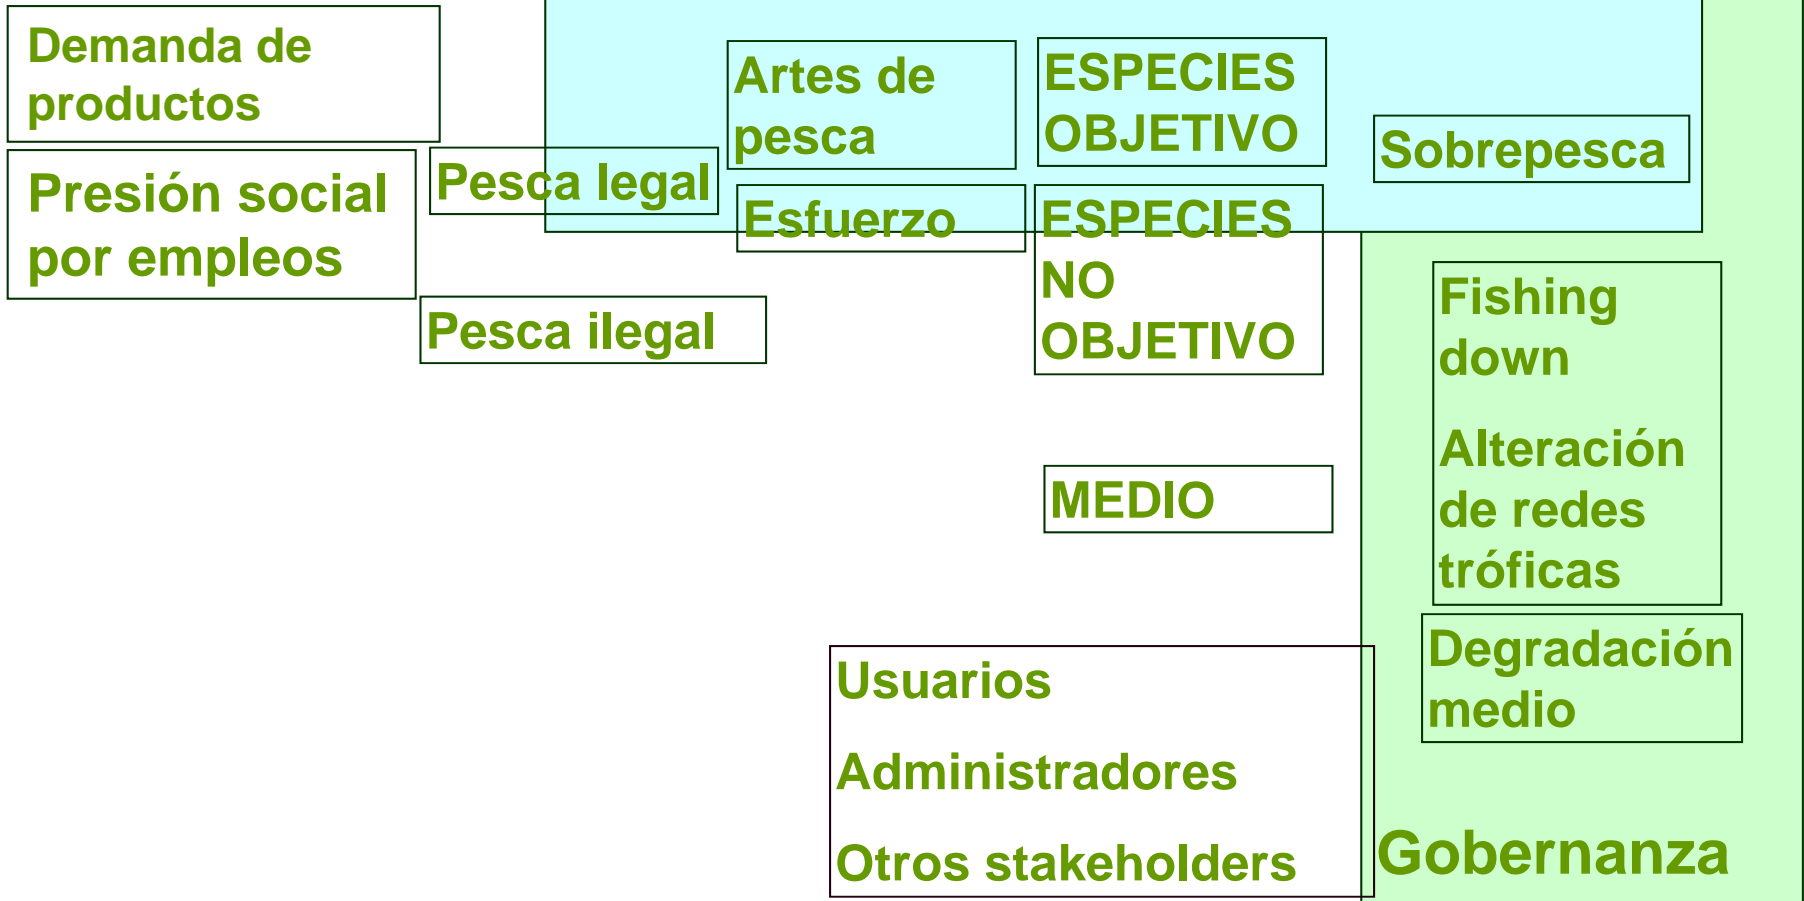 Demanda de
productos
Presión social
por empleos
Pesca legal
Pesca ilegal
Artes de
pesca
Esfuerzo
ESPECIES
OBJETIVO
ESPECIES
NO
OBJETIVO
MEDIO
Sobrepesca
Fishing
down
Alteración
de redes
tróficas
Degradación
medio
Usuarios
Administradores
Otros stakeholders
Gobernanza